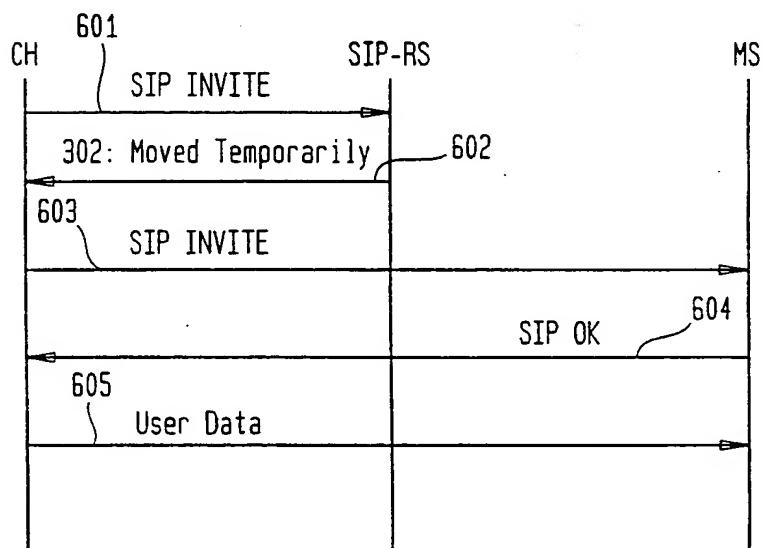 601
CH
SIP-RS
MS
SIP INVITE
302: Moved Temporarily
602
603
SIP INVITE
SIP OK
604
605
User Data